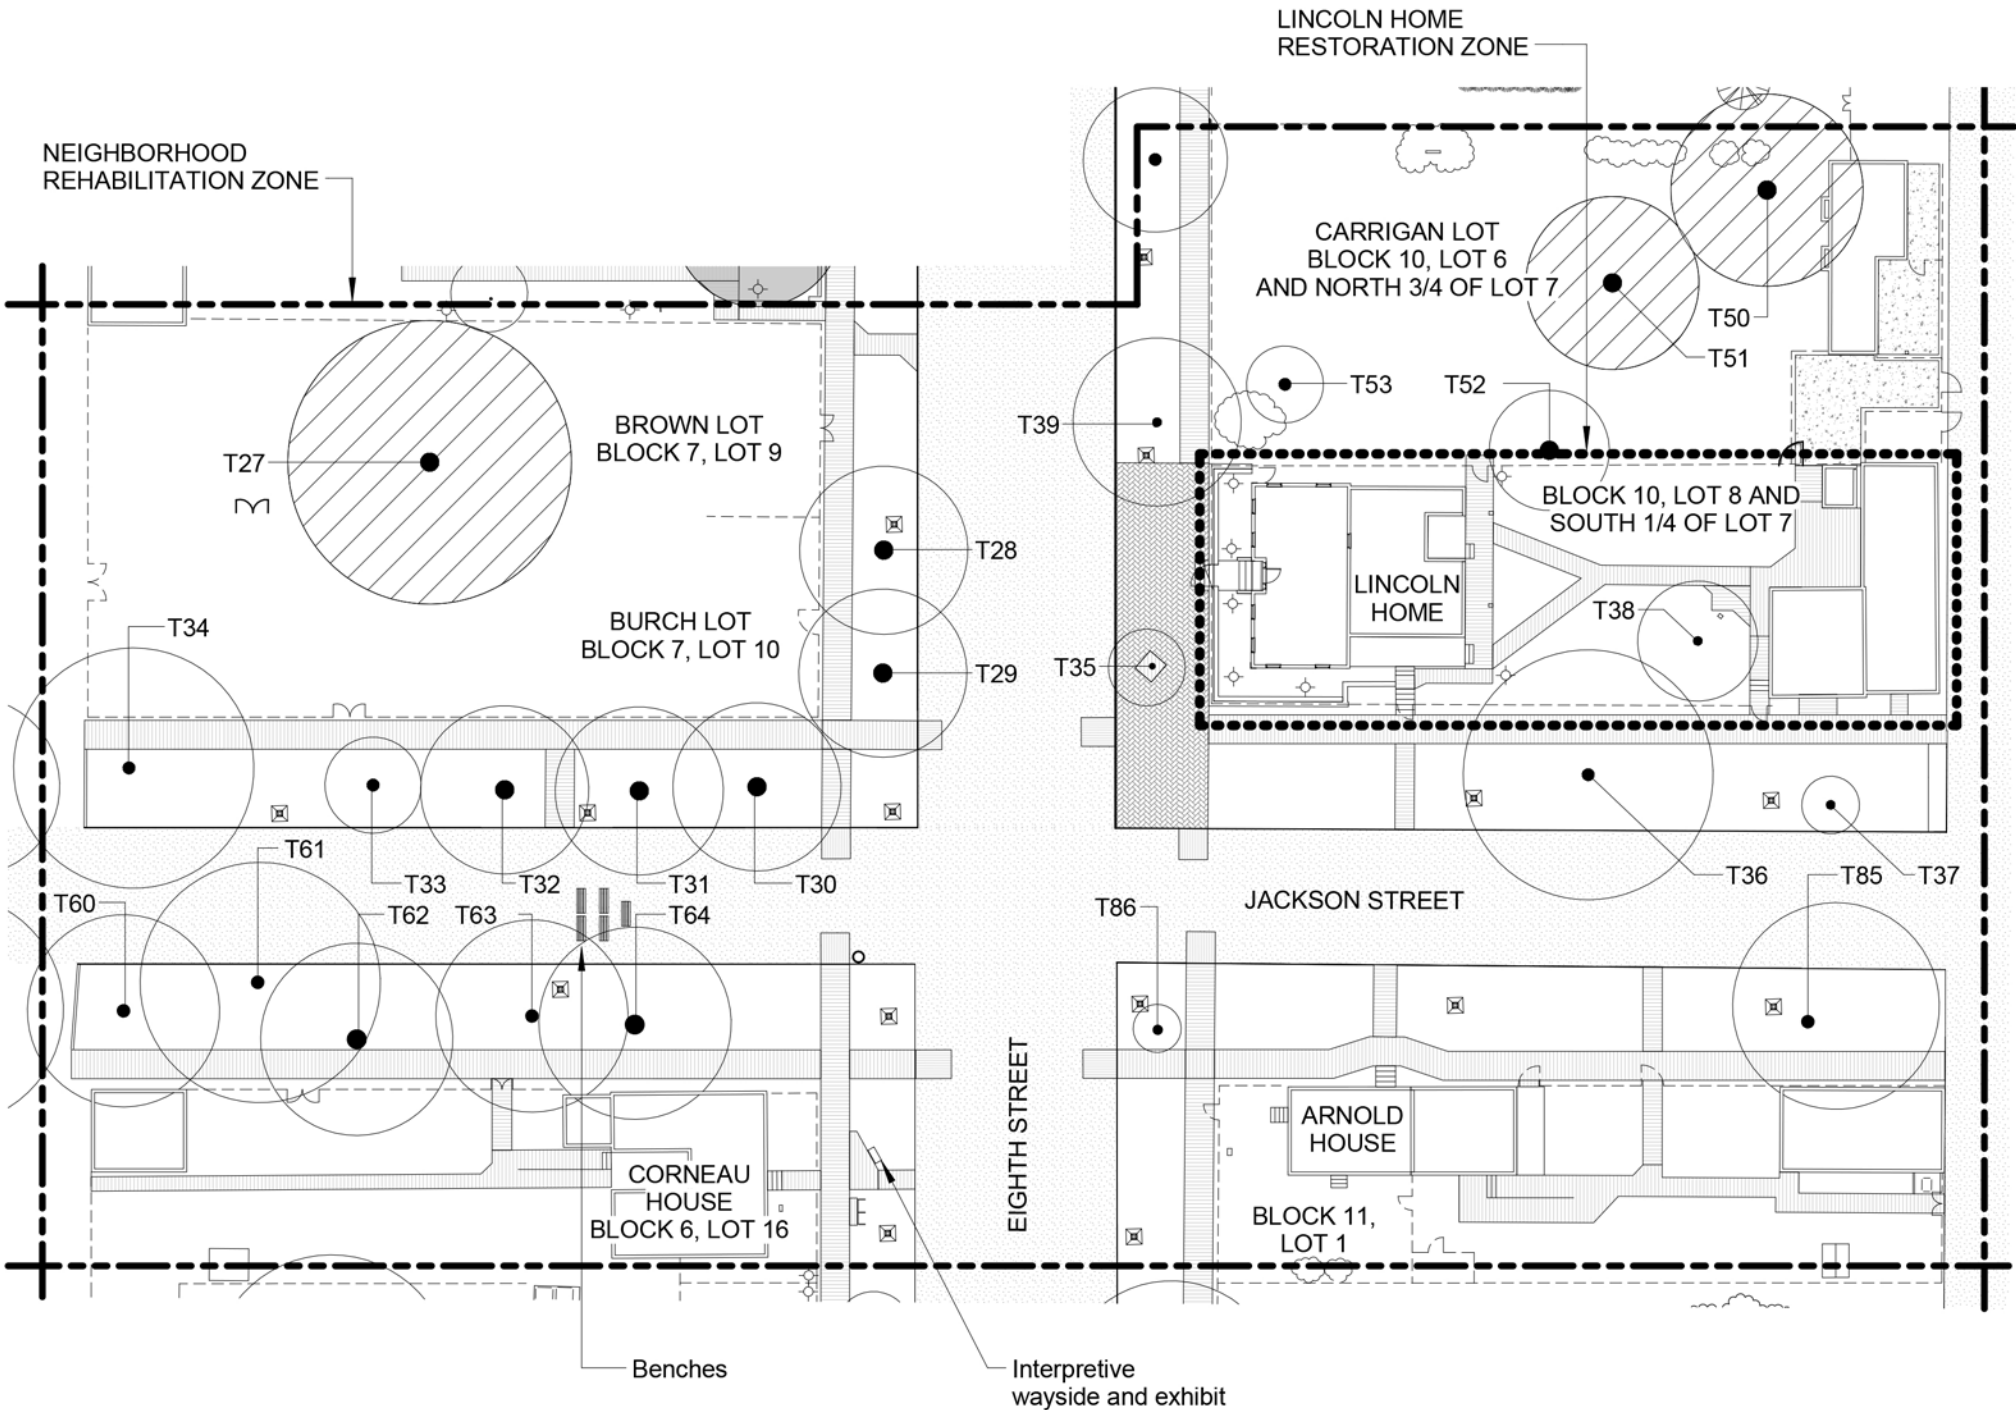 LINCOLN HOME
RESTORATION ZONE
NEIGHBORHOOD
REHABILITATION ZONE
CARRIGAN LOT
BLOCK 10, LOT 6
AND NORTH 3/4 OF LOT 7
T50
T51
T53
T52
T39
BROWN LOT
BLOCK 7, LOT 9
T27
BLOCK 10, LOT 8 AND
SOUTH 1/4 OF LOT 7
T28
LINCOLN
HOME
T38
BURCH LOT
BLOCK 7, LOT 10
T34
T29
T35
T61
T33
T32
T31
T30
T36
T85
T37
T60
T62
T63
T64
T86
JACKSON STREET
EIGHTH STREET
ARNOLD
HOUSE
CORNEAU
HOUSE
BLOCK 6, LOT 16
BLOCK 11,
LOT 1
Benches
Interpretive
wayside and exhibit